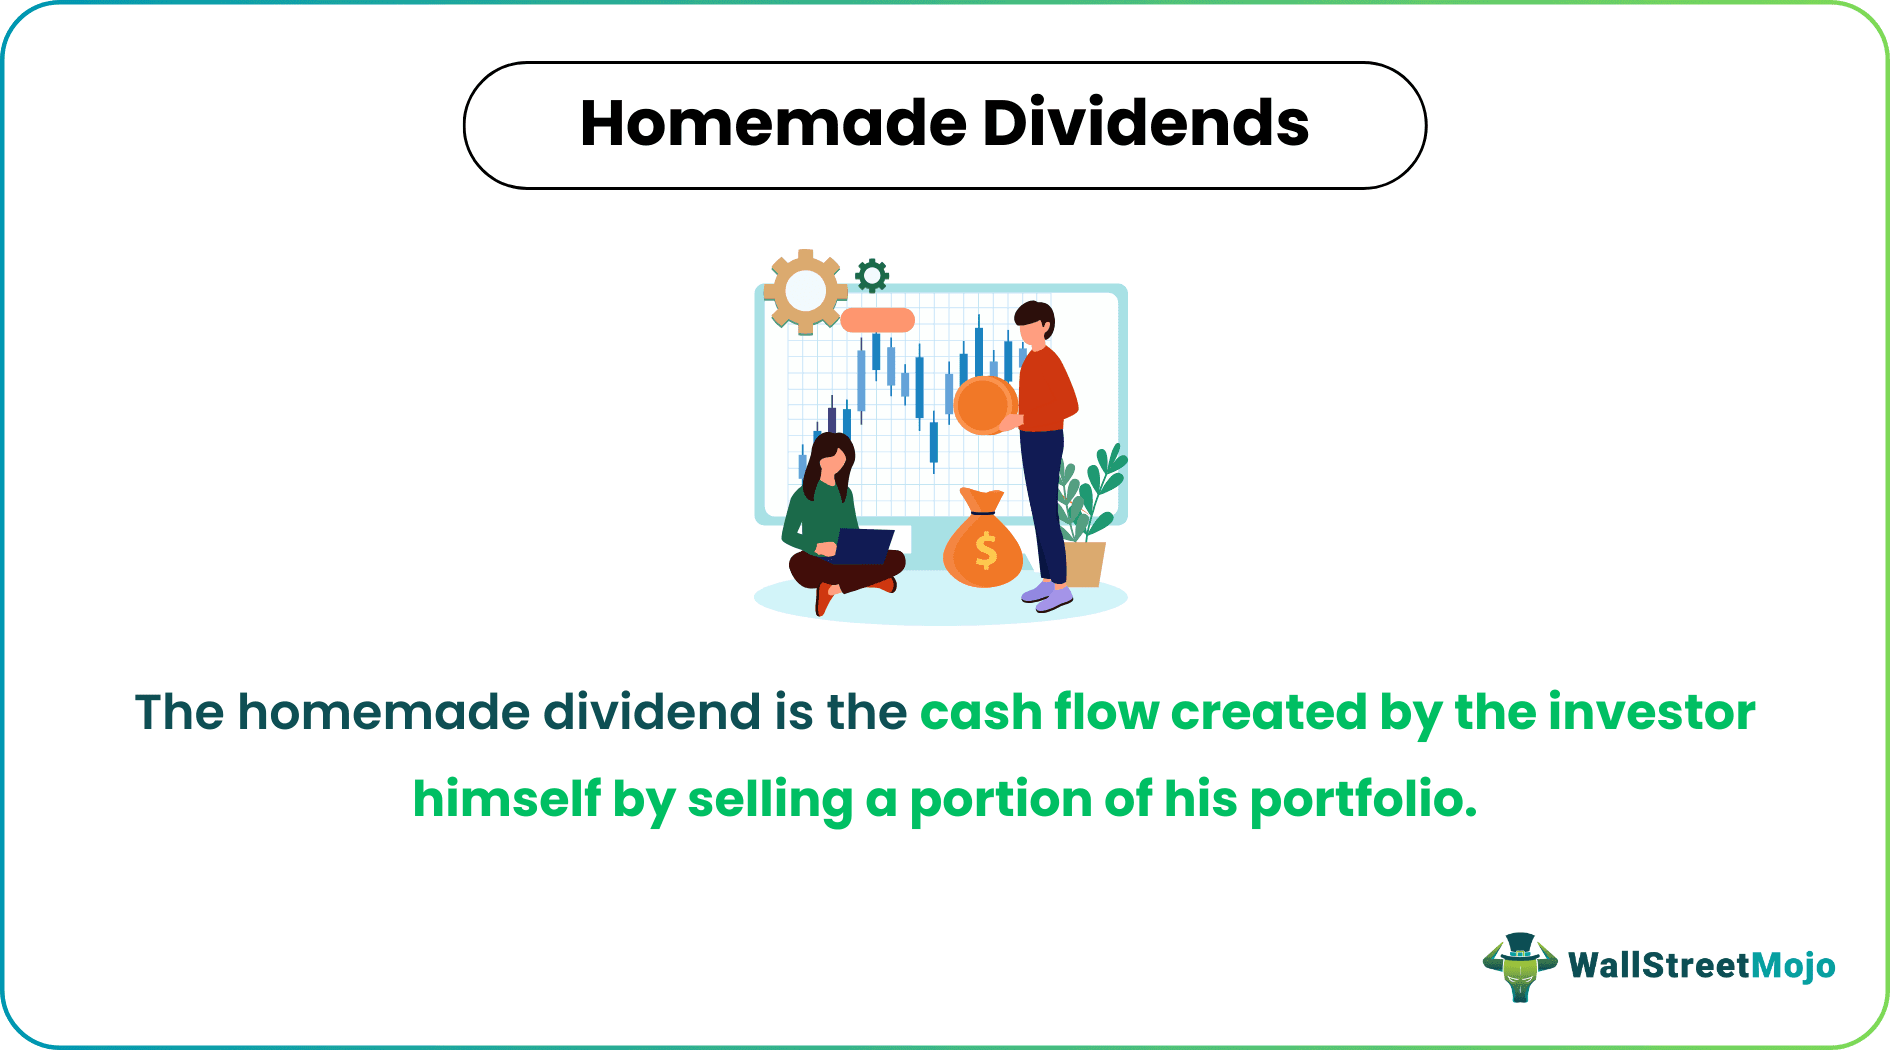 Homemade Dividends
$
The homemade dividend is the cash flow created by the investor
himself by selling a portion of his portfolio.
WallStreetMojo